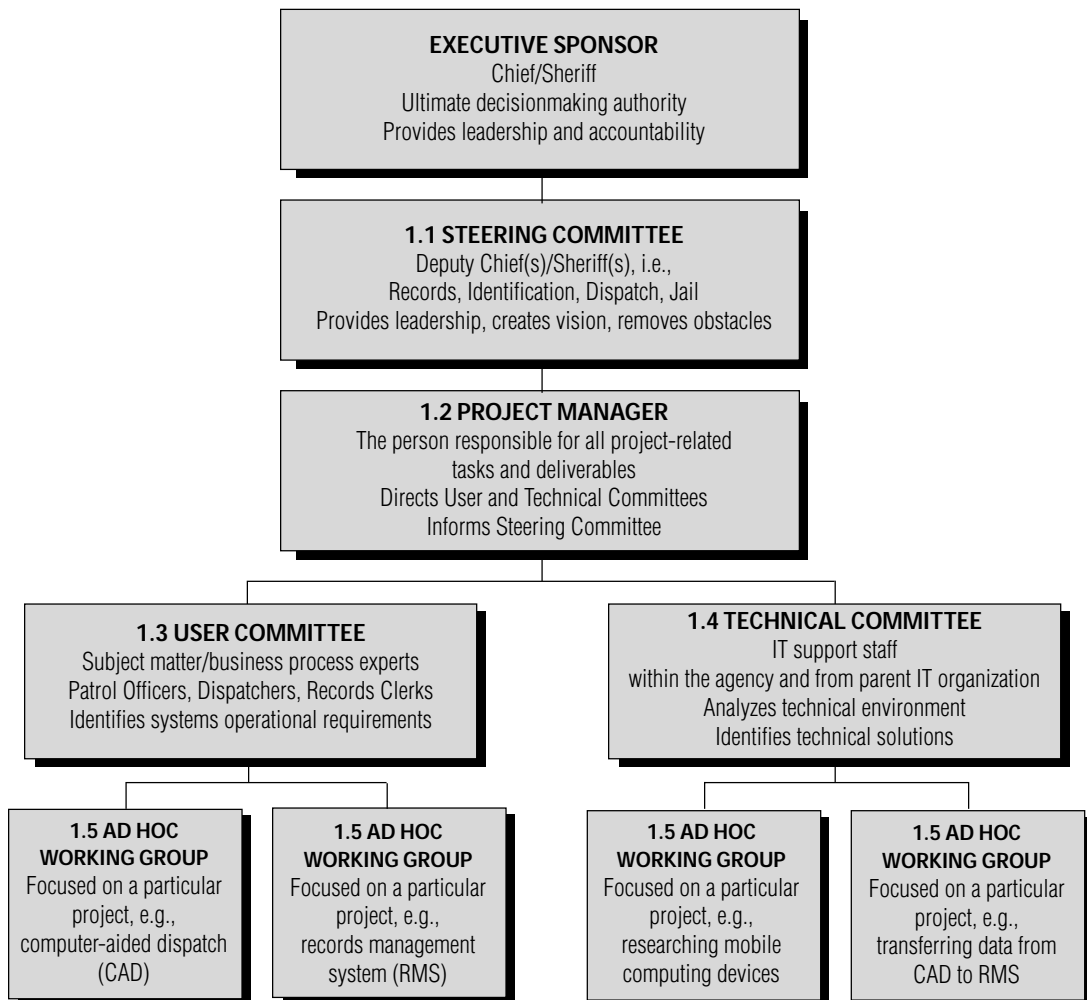 EXECUTIVE SPONSOR
Chief/Sheriff
Ultimate decisionmaking authority
Provides leadership and accountability
1.1 STEERING COMMITTEE
Deputy Chief(s)/Sheriff(s), i.e.,
Records, Identification, Dispatch, Jail
Provides leadership, creates vision, removes obstacles
1.2 PROJECT MANAGER
The person responsible for all project-related
tasks and deliverables
Directs User and Technical Committees
Informs Steering Committee
1.3 USER COMMITTEE
Subject matter/business process experts
Patrol Officers, Dispatchers, Records Clerks
Identifies systems operational requirements
1.4 TECHNICAL COMMITTEE
IT support staff
within the agency and from parent IT organization
Analyzes technical environment
Identifies technical solutions
1.5 AD HOC
WORKING GROUP
Focused on a particular
project, e.g.,
computer-aided dispatch
(CAD)
1.5 AD HOC
WORKING GROUP
Focused on a particular
project, e.g.,
records management
system (RMS)
1.5 AD HOC
WORKING GROUP
Focused on a particular
project, e.g.,
researching mobile
computing devices
1.5 AD HOC
WORKING GROUP
Focused on a particular
project, e.g.,
transferring data from
CAD to RMS